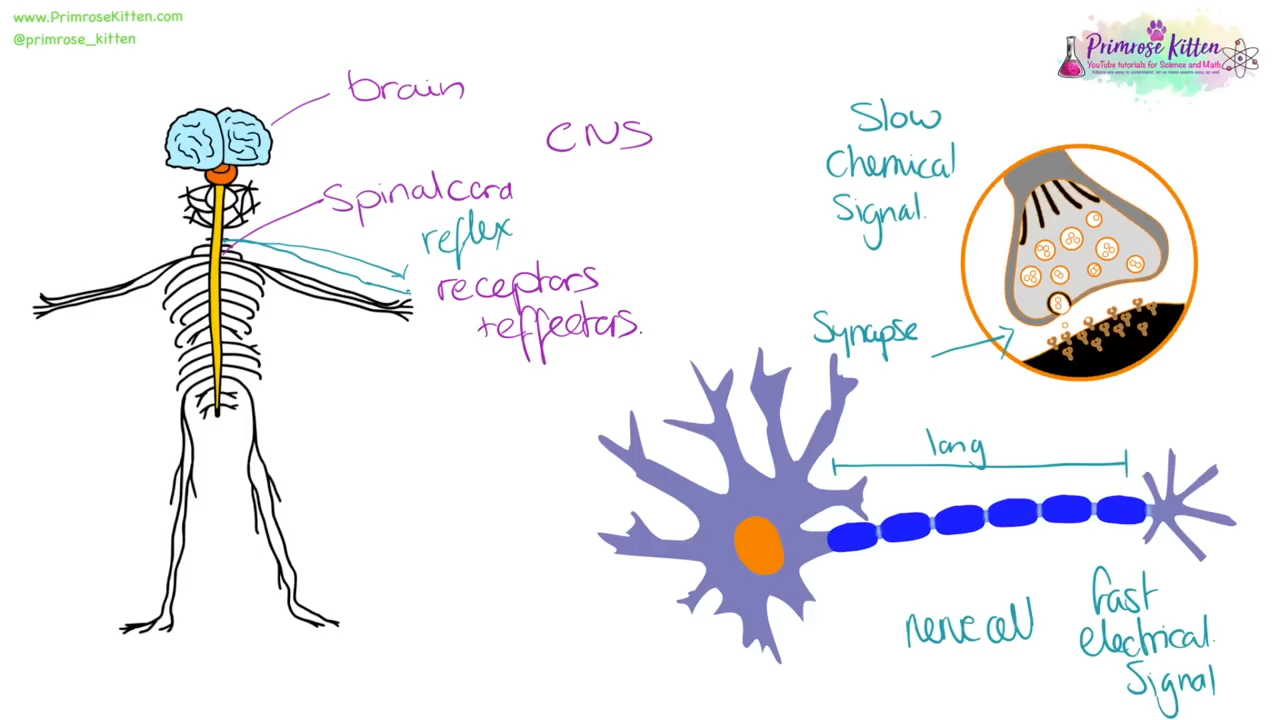 www.PrimroseKitten.com
@primrose_kitten
Primrose Kitten
YouTube tutorials for Science and Math
brain
CNS
Spinalcord
reflex
receptors
+effectors.
Slow
Chemical
Signal.
Synapse
long
nerve cell
fast
electrical.
Signal